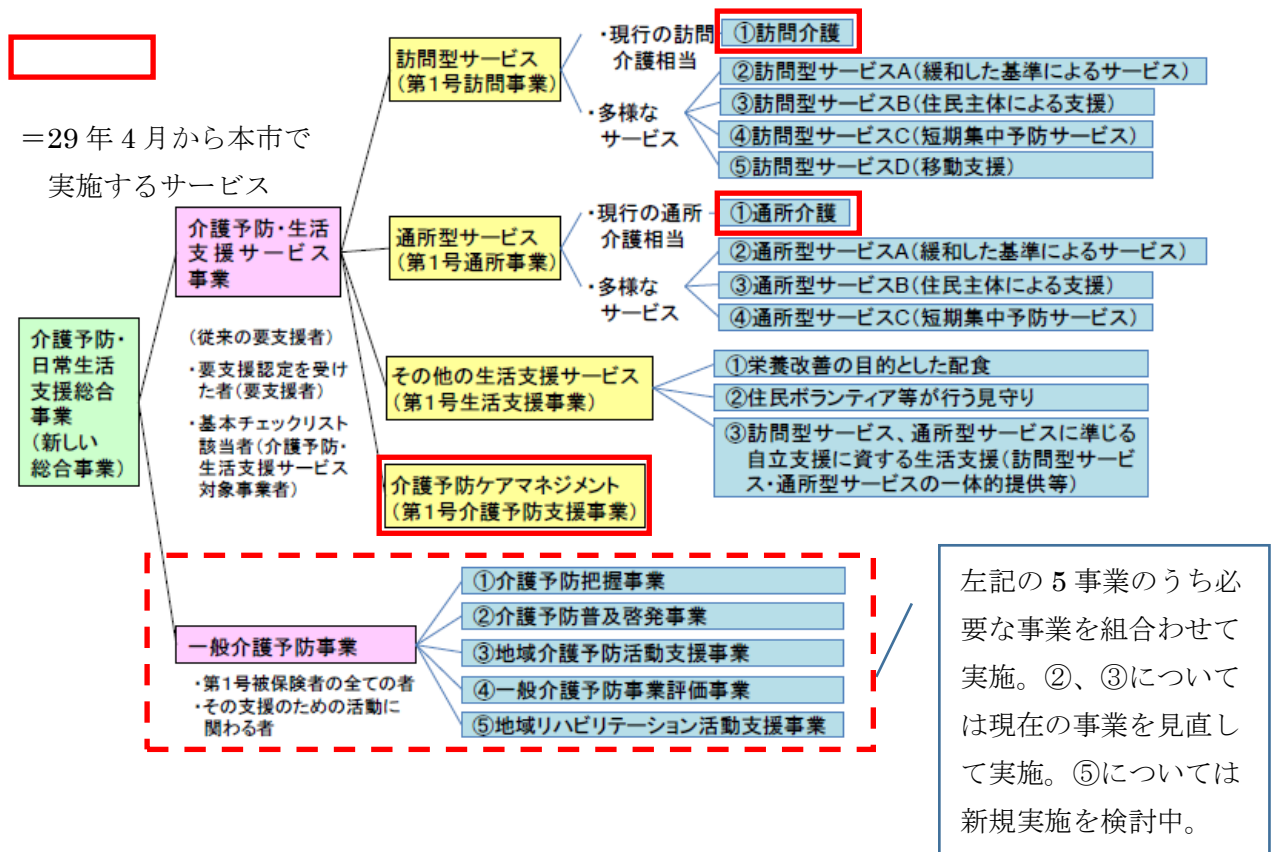 ＝29年4月から本市で
実施するサービス
介護予防・
日常生活
支援総合
事業
(新しい
総合事業)
介護予防・生活
支援サービス
事業
(従来の要支援者)
・要支援認定を受け
た者(要支援者)
・基本チェックリスト
該当者(介護予防・
生活支援サービス
対象事業者)
訪問型サービス
(第1号訪問事業)
・現行の訪問
介護相当
①訪問介護
・多様な
サービス
②訪問型サービスA(緩和した基準によるサービス)
③訪問型サービスB(住民主体による支援)
④訪問型サービスC(短期集中予防サービス)
⑤訪問型サービスD(移動支援)
通所型サービス
(第1号通所事業)
・現行の通所
介護相当
①通所介護
・多様な
サービス
②通所型サービスA(緩和した基準によるサービス)
③通所型サービスB(住民主体による支援)
④通所型サービスC(短期集中予防サービス)
その他の生活支援サービス
(第1号生活支援事業)
①栄養改善の目的とした配食
②住民ボランティア等が行う見守り
③訪問型サービス、通所型サービスに準じる
自立支援に資する生活支援(訪問型サービ
ス・通所型サービスの一体的提供等)
介護予防ケアマネジメント
(第1号介護予防支援事業)
一般介護予防事業
・第1号被保険者の全ての者
・その支援のための活動に
関わる者
①介護予防把握事業
②介護予防普及啓発事業
③地域介護予防活動支援事業
④一般介護予防事業評価事業
⑤地域リハビリテーション活動支援事業
左記の5事業のうち必
要な事業を組合わせて
実施。②、③について
は現在の事業を見直し
て実施。⑤については
新規実施を検討中。